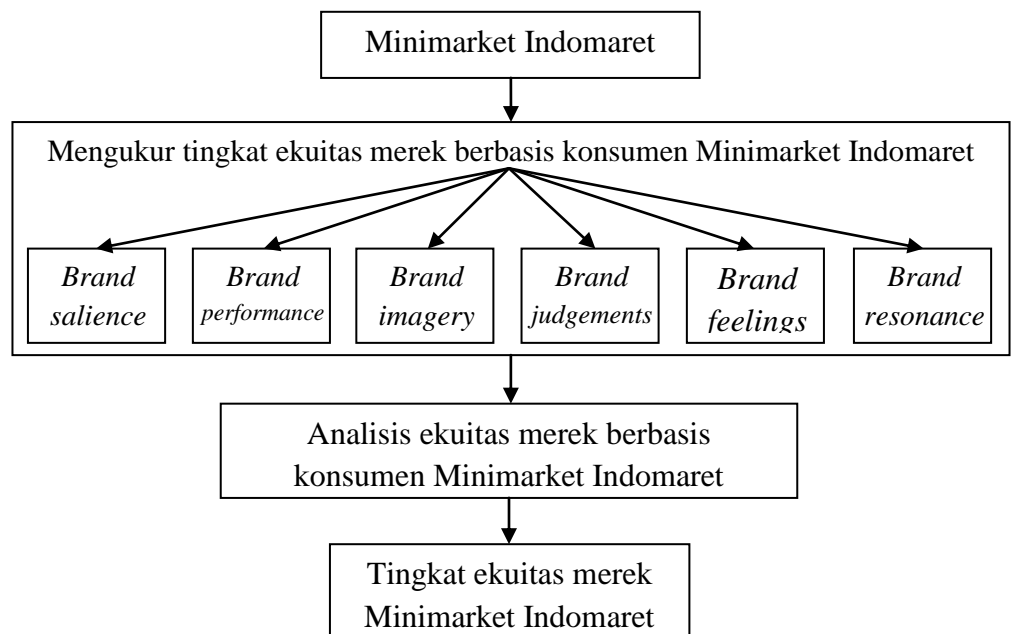 Minimarket Indomaret
Mengukur tingkat ekuitas merek berbasis konsumen Minimarket Indomaret
Brand
salience
Brand
performance
Brand
imagery
Brand
judgements
Brand
feelings
Brand
resonance
Analisis ekuitas merek berbasis
konsumen Minimarket Indomaret
Tingkat ekuitas merek
Minimarket Indomaret